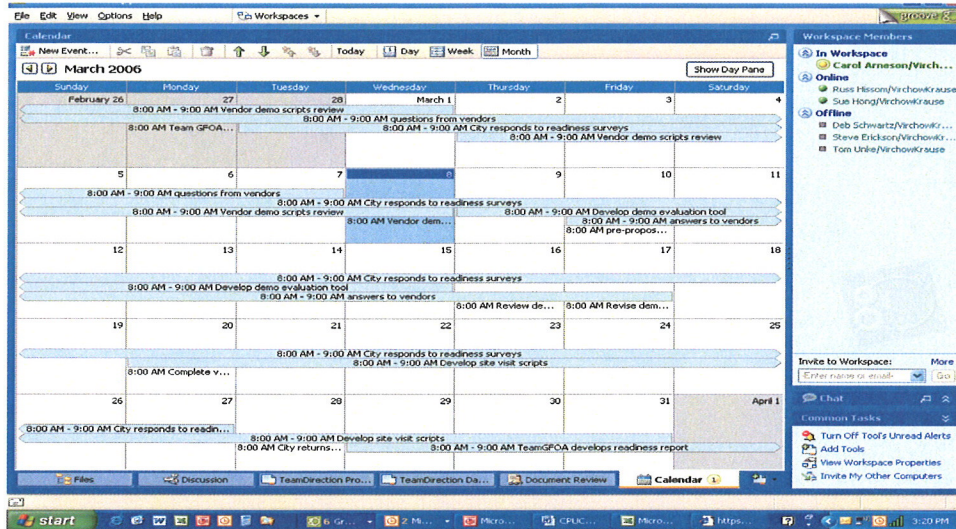 File Edit View Options Help Workspaces groove
Calendar
New Event... Today Day Week Month
March 2006 Show Day Pane
Sunday Monday Tuesday Wednesday Thursday Friday Saturday
February 26 27 28 March 1 2 3 4
8:00 AM - 9:00 AM Vendor demo scripts review
8:00 AM - 9:00 AM questions from vendors
8:00 AM Team GFOA... 8:00 AM - 9:00 AM City responds to readiness surveys
8:00 AM - 9:00 AM Vendor demo scripts review
5 6 7 8 9 10 11
8:00 AM - 9:00 AM questions from vendors
8:00 AM - 9:00 AM City responds to readiness surveys
8:00 AM - 9:00 AM Vendor demo scripts review 8:00 AM - 9:00 AM Develop demo evaluation tool
8:00 AM Vendor dem... 8:00 AM - 9:00 AM answers to vendors
8:00 AM pre-propos...
12 13 14 15 16 17 18
8:00 AM - 9:00 AM City responds to readiness surveys
8:00 AM - 9:00 AM Develop demo evaluation tool
8:00 AM - 9:00 AM answers to vendors
8:00 AM Review de... 8:00 AM Revise dem...
19 20 21 22 23 24 25
8:00 AM - 9:00 AM City responds to readiness surveys
8:00 AM - 9:00 AM Develop site visit scripts
8:00 AM Complete v...
26 27 28 29 30 31 April 1
8:00 AM - 9:00 AM City responds to readin...
8:00 AM - 9:00 AM Develop site visit scripts
8:00 AM City returns... 8:00 AM - 9:00 AM TeamGFOA develops readiness report
Files Discussion TeamDirection Pro... TeamDirection Da... Document Review Calendar 1
Workspace Members
In Workspace
Carol Arneson/Virch...
Online
Russ Hissom/VirchowKrause
Sue Hong/VirchowKrause
Offline
Deb Schwartz/VirchowKr...
Steve Erickson/VirchowKr...
Tom Unke/VirchowKrause
Invite to Workspace: More
Enter name or email- Go
Chat
Common Tasks
Turn Off Tool's Unread Alerts
Add Tools
View Workspace Properties
Invite My Other Computers
start 6 Gr... 2 Mi... Micro... CPUC... Micro... https... 3:20 PM